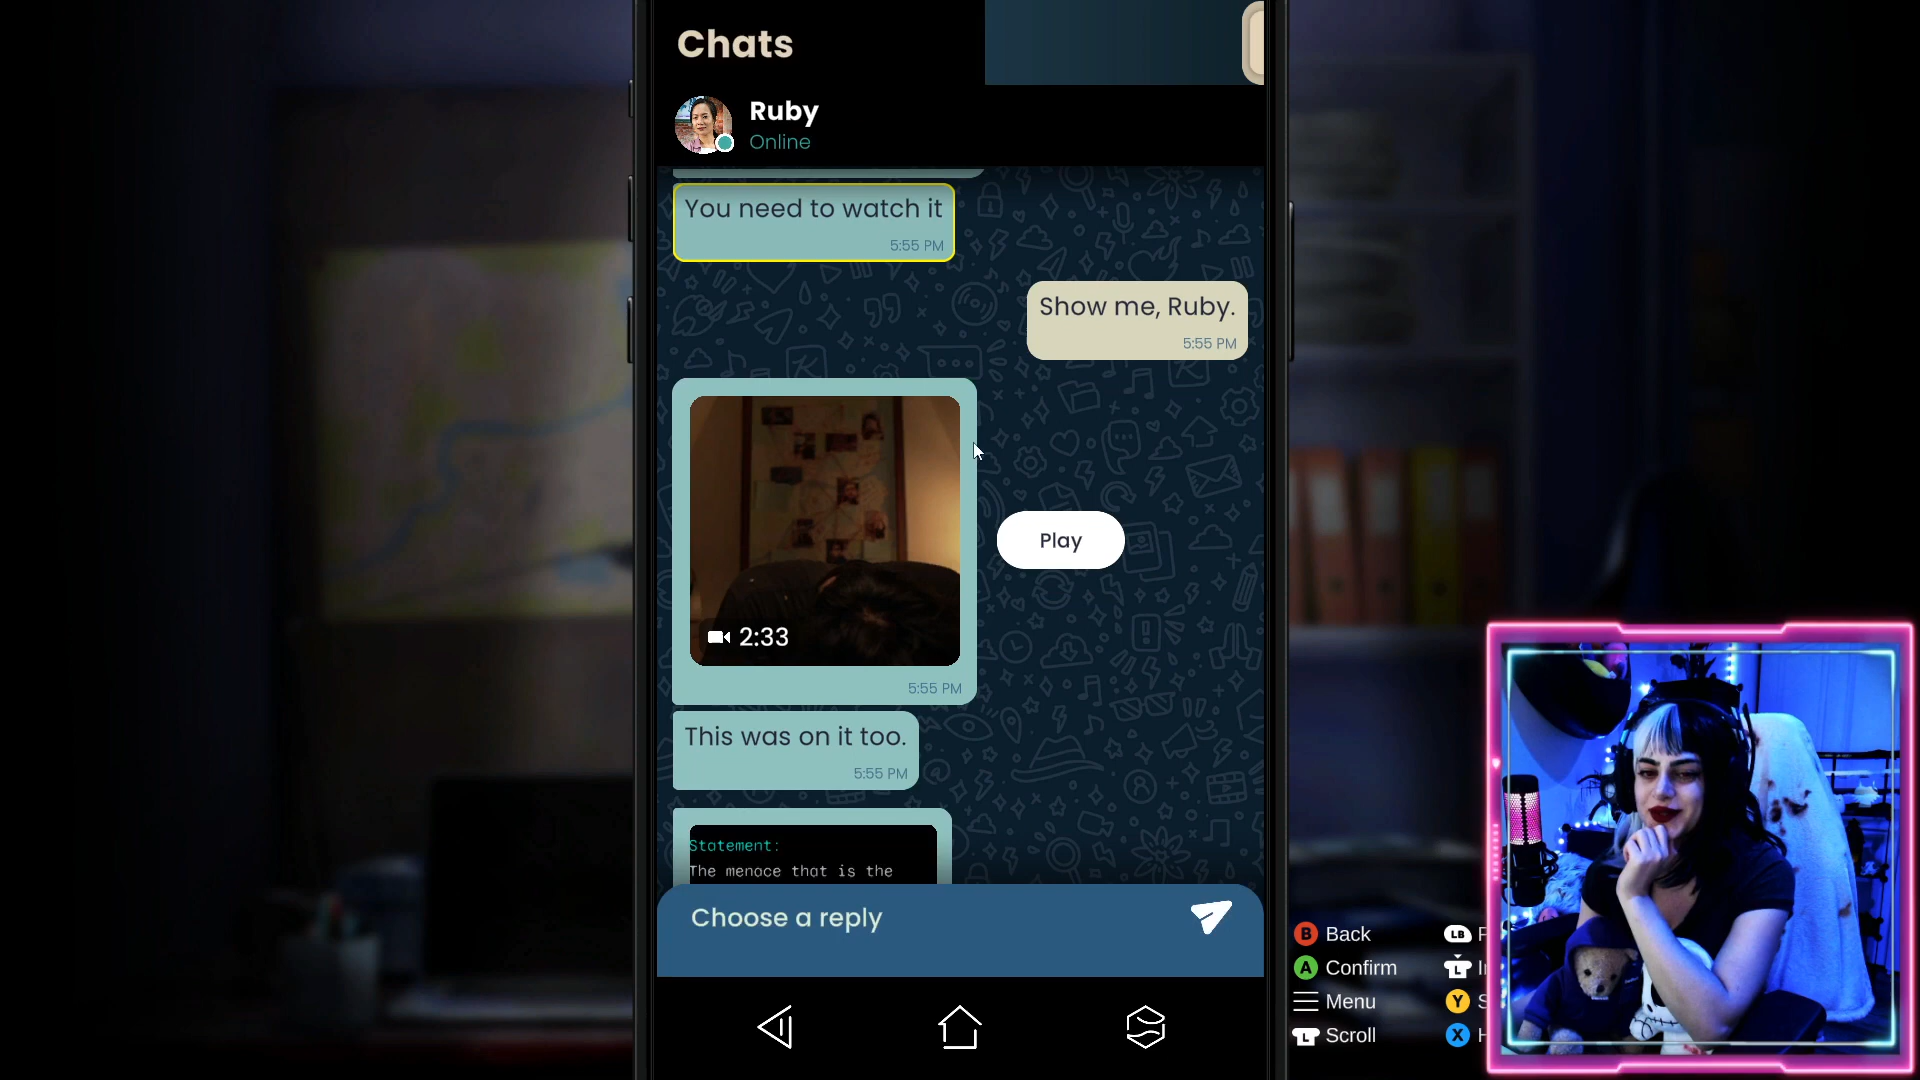 Chats
Ruby
Online
You need to watch it
5:55 PM
Show me, Ruby.
5:55 PM
2:33
5:55 PM
Play
This was on it too.
5:55 PM
Statement:
The menace that is the
Choose a reply
B Back
LB
A Confirm
L
Menu
Y
L Scroll
X